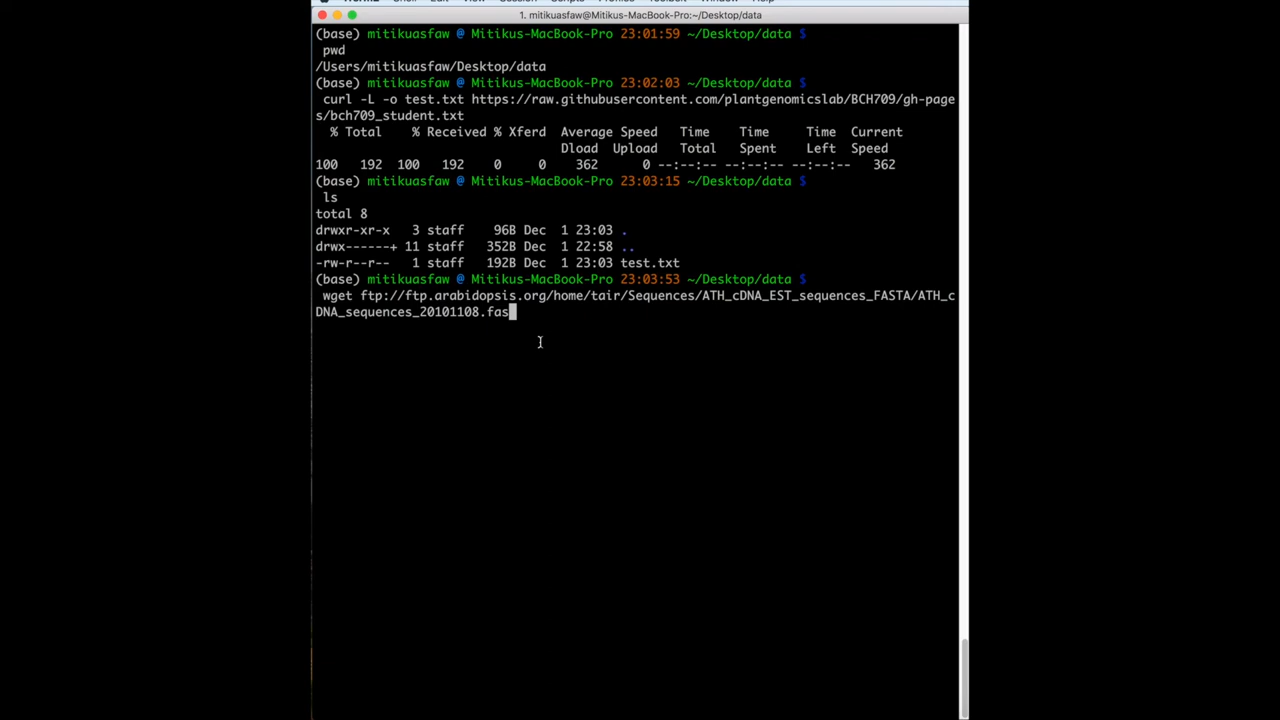 1. mitikuasfaw@Mitikus-MacBook-Pro:~/Desktop/data
(base) mitikuasfaw @ Mitikus-MacBook-Pro 23:01:59 ~/Desktop/data $
pwd
/Users/mitikuasfaw/Desktop/data
(base) mitikuasfaw @ Mitikus-MacBook-Pro 23:02:03 ~/Desktop/data $
curl -L -o test.txt https://raw.githubusercontent.com/plantgenomicslab/BCH709/gh-page
s/bch709_student.txt
% Total % Received % Xferd Average Speed Time Time Time Current
Dload Upload Total Spent Left Speed
100 192 100 192 0 0 362 0 --:--:-- --:--:-- --:--:-- 362
(base) mitikuasfaw @ Mitikus-MacBook-Pro 23:03:15 ~/Desktop/data $
ls
total 8
drwxr-xr-x 3 staff 96B Dec 1 23:03 .
drwx------+ 11 staff 352B Dec 1 22:58 ..
-rw-r--r-- 1 staff 192B Dec 1 23:03 test.txt
(base) mitikuasfaw @ Mitikus-MacBook-Pro 23:03:53 ~/Desktop/data $
wget ftp://ftp.arabidopsis.org/home/tair/Sequences/ATH_cDNA_EST_sequences_FASTA/ATH_c
DNA_sequences_20101108.fas